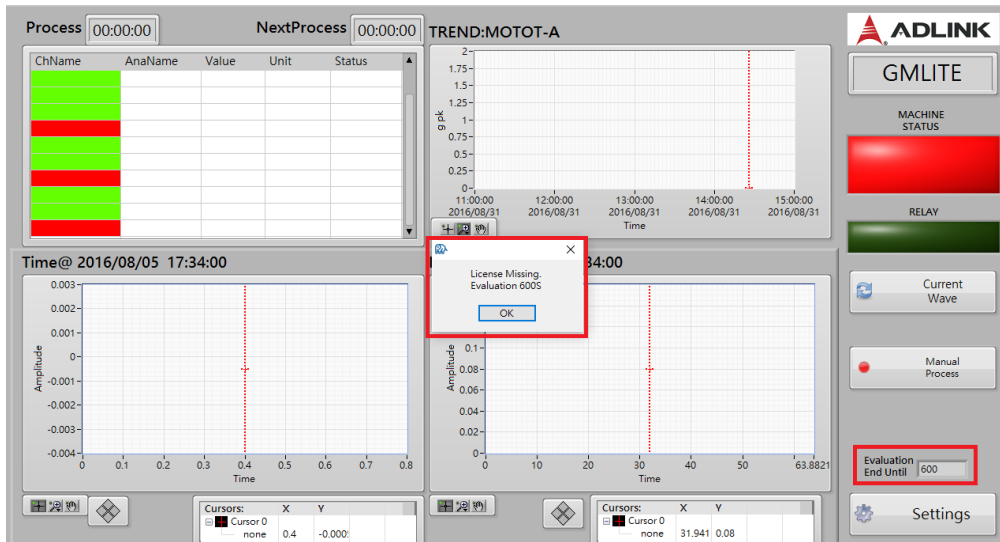 Process 00:00:00 NextProcess 00:00:00
ChName AnaName Value Unit Status
TREND:MOTOT-A
g pk
2
1.75
1.5
1.25
1
0.75
0.5
0.25
0
11:00:00 12:00:00 13:00:00 14:00:00 15:00:00
2016/08/31 2016/08/31 2016/08/31 2016/08/31 2016/08/31
Time
ADLINK
GMLITE
MACHINE
STATUS
RELAY
Current
Wave
Manual
Process
Evaluation
End Until 600
Settings
License Missing.
Evaluation 600S
OK
Time@ 2016/08/05 17:34:00
Amplitude
0.003
0.002
0.001
0
-0.001
-0.002
-0.003
-0.004
0 0.1 0.2 0.3 0.4 0.5 0.6 0.7 0.8
Time
Cursors: X Y
Cursor 0
none 0.4
34:00
Amplitude
0.1
0.08
0.06
0.04
0.02
0
0 10 20 30 40 50 63.8821
Time
Cursors: X Y
Cursor 0
none 31.941 0.08